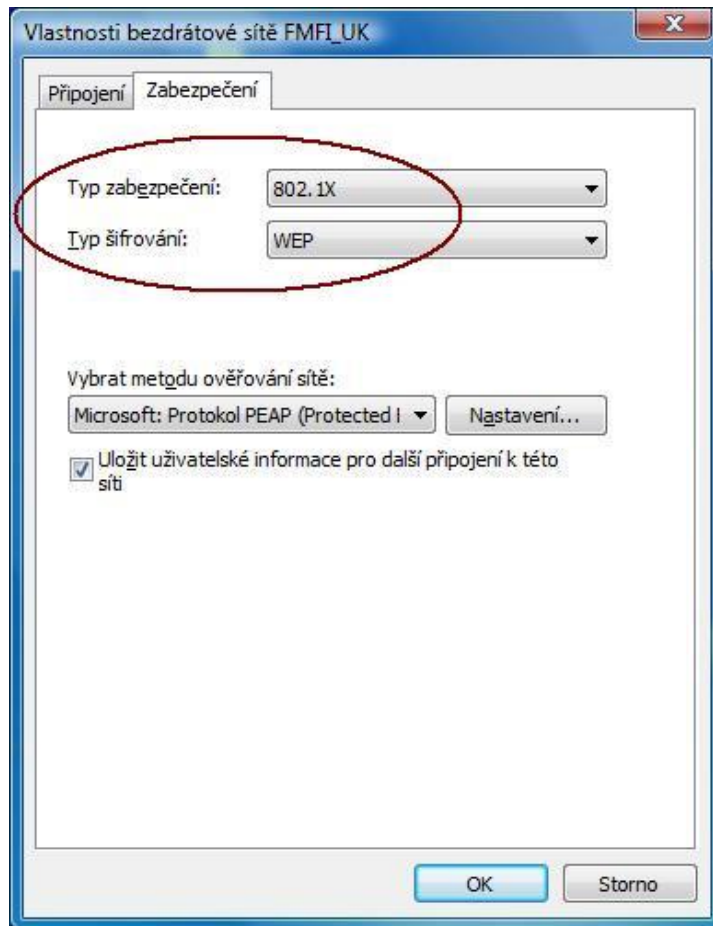 Vlastnosti bezdrátové sítě FMFI_UK
Připojení
Zabezpečení
Typ zabezpečení:
802.1X
Typ šifrování:
WEP
Vybrat metodu ověřování sítě:
Microsoft: Protokol PEAP (Protected
Nastavení...
Uložit uživatelské informace pro další připojení k této
síti
OK
Storno